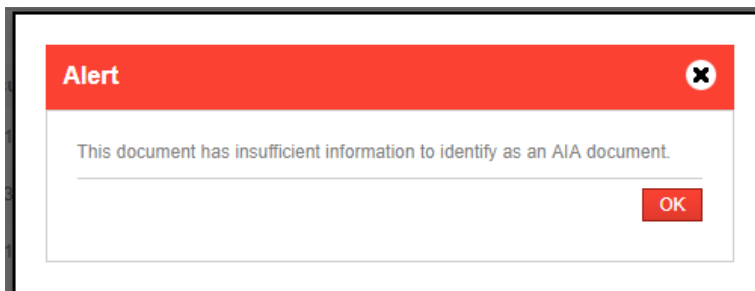 Alert
This document has insufficient information to identify as an AIA document.
OK